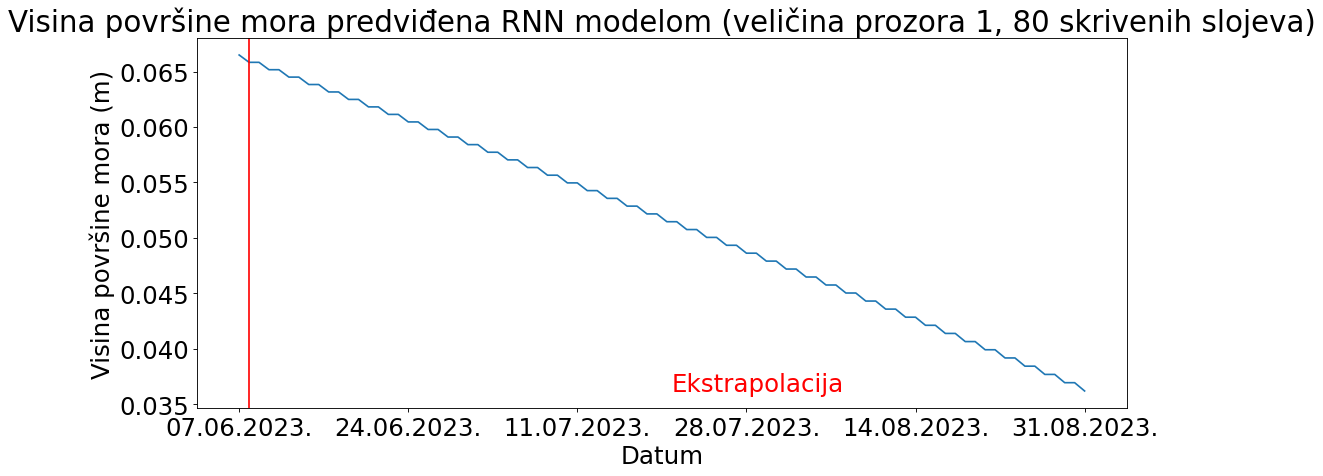 Visina površine mora predviđena RNN modelom (veličina prozora 1, 80 skrivenih slojeva)
Visina površine mora (m)
0.065
0.060
0.055
0.050
0.045
0.040
0.035
Ekstrapolacija
07.06.2023. 24.06.2023. 11.07.2023. 28.07.2023. 14.08.2023. 31.08.2023.
Datum